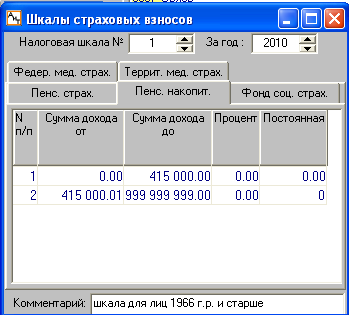 Шкалы страховых взносов
Налоговая шкала № 1 За год : 2010
Федер. мед. страх. Террит. мед. страх.
Пенс. страх. Пенс. накопит. Фонд соц. страх.
N п/п Сумма дохода от Сумма дохода до Процент Постоянная
1 0.00 415 000.00 0.00 0.00
2 415 000.01 999 999 999.00 0.00 0
Комментарий: шкала для лиц 1966 г.р. и старше